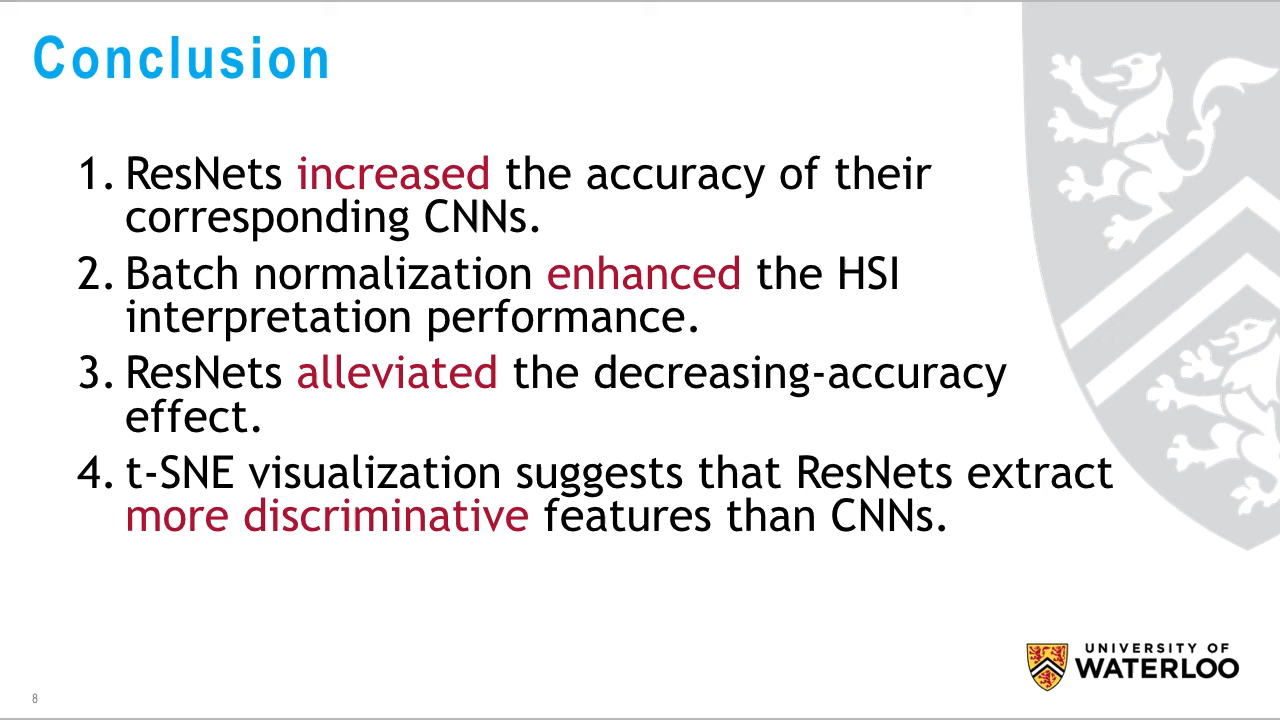 Conclusion
1. ResNets increased the accuracy of their
corresponding CNNs.
2. Batch normalization enhanced the HSI
interpretation performance.
3. ResNets alleviated the decreasing-accuracy
effect.
4. t-SNE visualization suggests that ResNets extract
more discriminative features than CNNs.
UNIVERSITY OF
WATERLOO
8